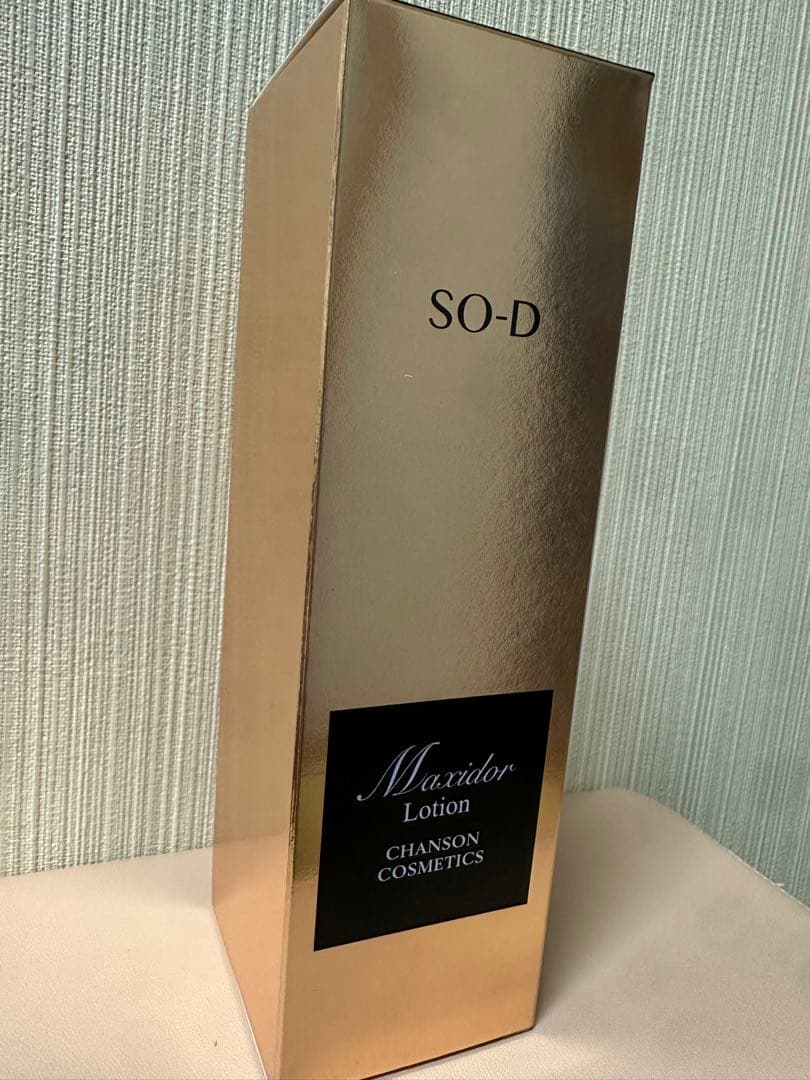 SO-D
Maxidor
Lotion
CHANSON
COSMETICS